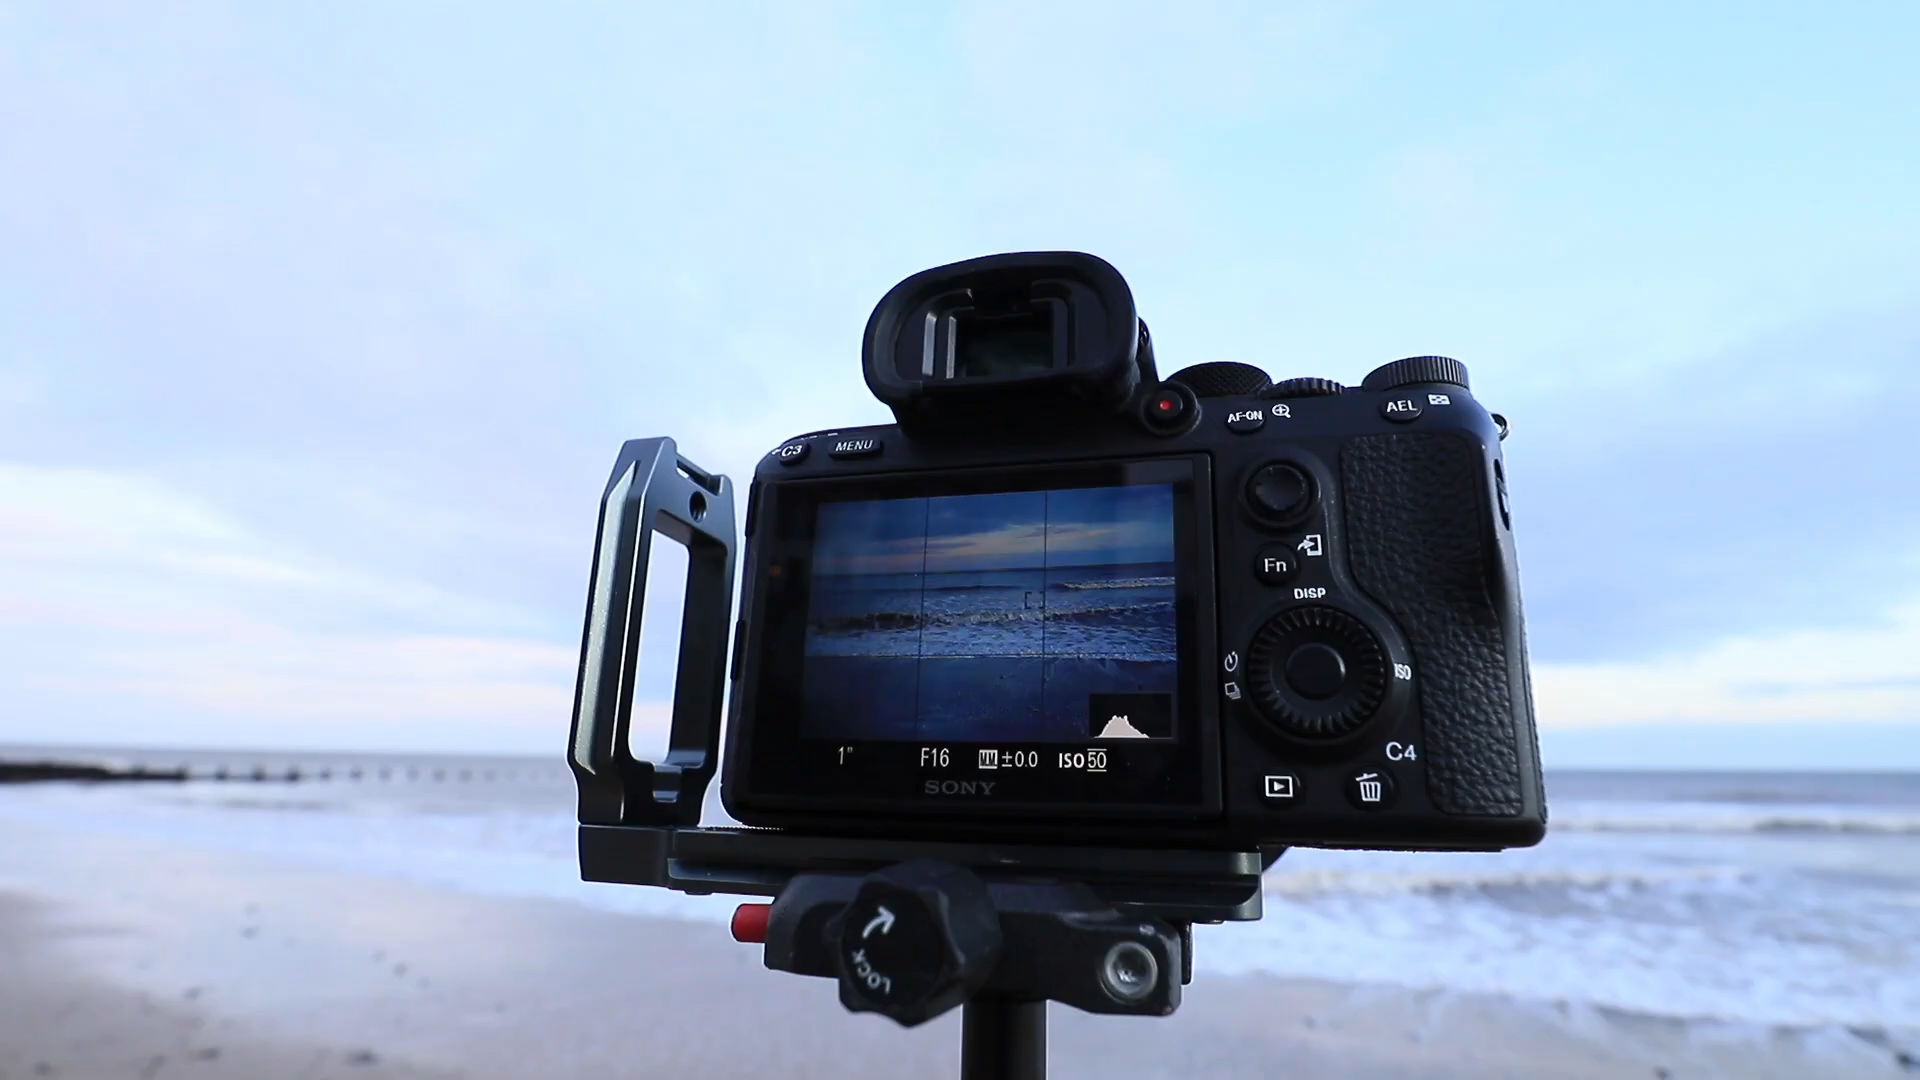 C3 MENU
AF-ON AEL
Fn
DISP
ISO
1" F16 ±0.0 ISO 50
SONY
C4
LOCK